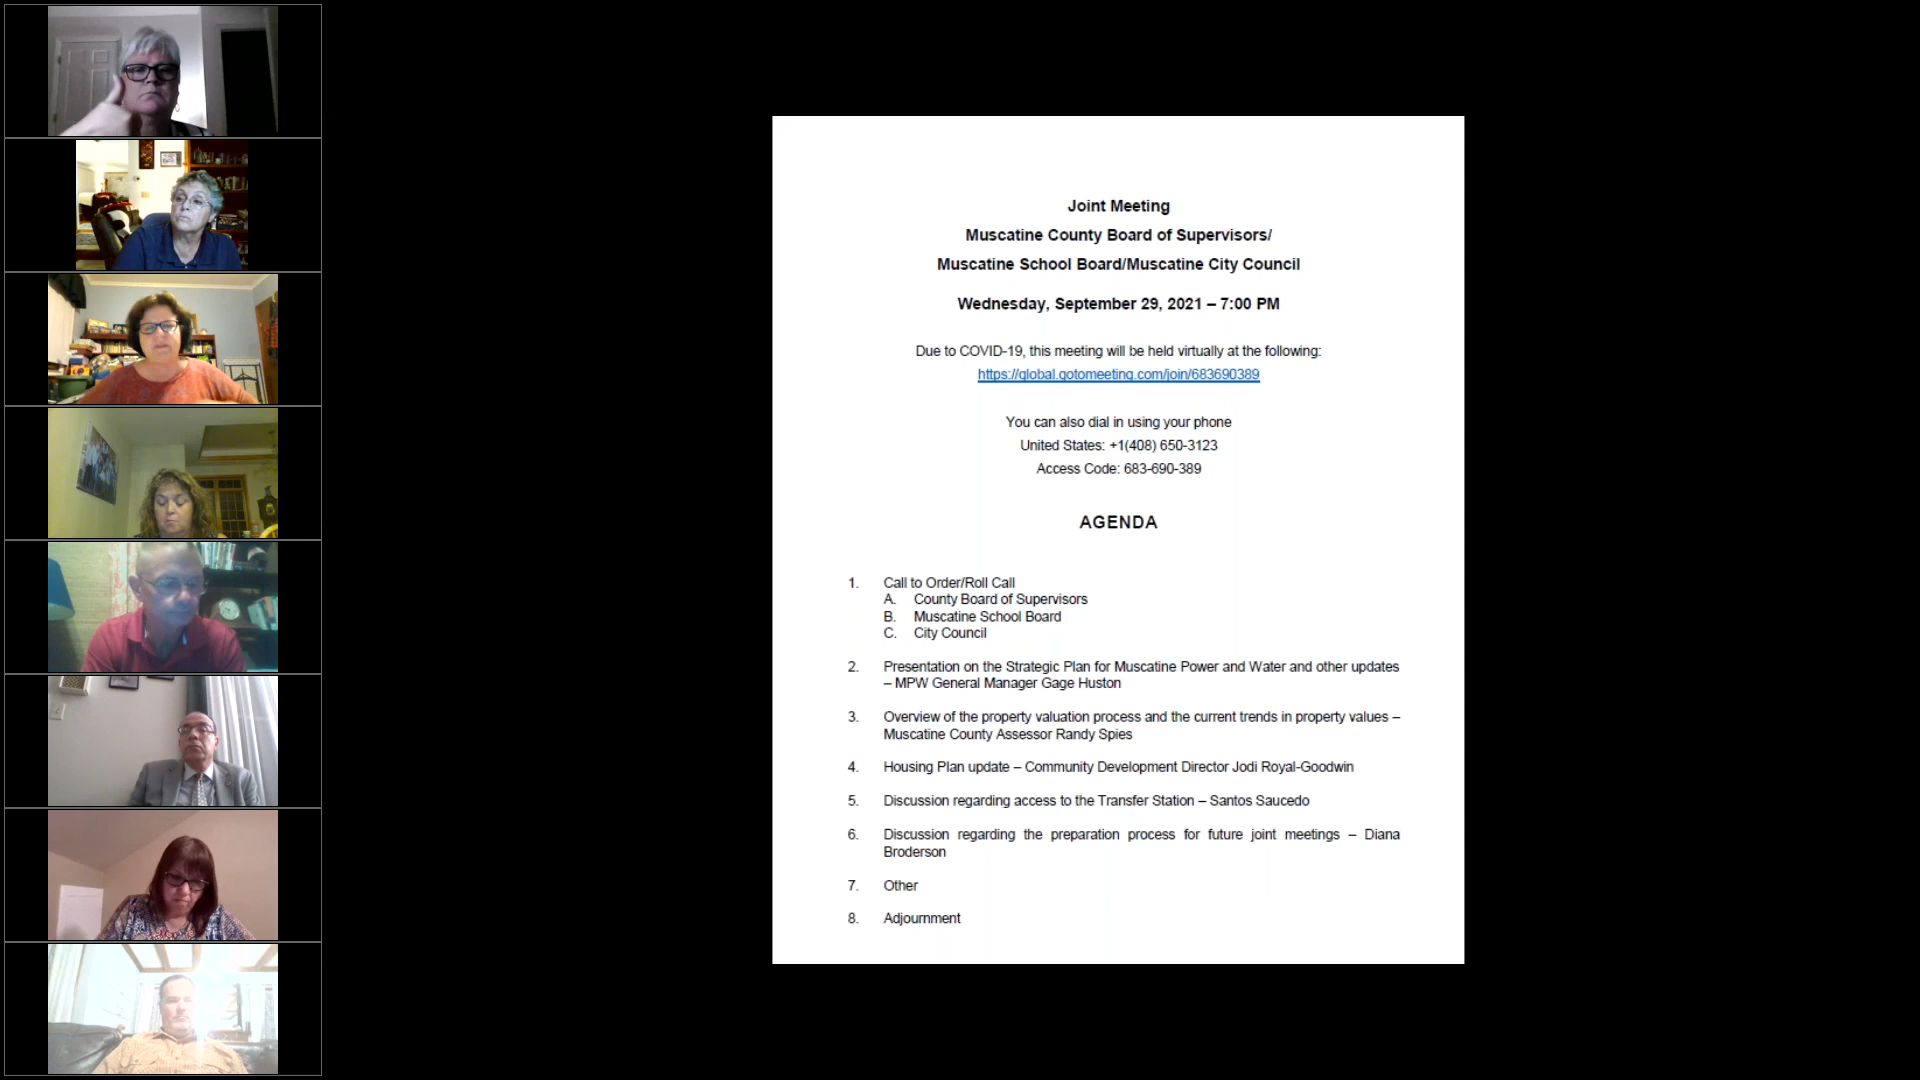 Joint Meeting
Muscatine County Board of Supervisors/
Muscatine School Board/Muscatine City Council
Wednesday, September 29, 2021 – 7:00 PM
Due to COVID-19, this meeting will be held virtually at the following:
https://global.gotomeeting.com/join/683690389
You can also dial in using your phone
United States: +1(408) 650-3123
Access Code: 683-690-389
AGENDA
1. Call to Order/Roll Call
A. County Board of Supervisors
B. Muscatine School Board
C. City Council
2. Presentation on the Strategic Plan for Muscatine Power and Water and other updates
– MPW General Manager Gage Huston
3. Overview of the property valuation process and the current trends in property values –
Muscatine County Assessor Randy Spies
4. Housing Plan update – Community Development Director Jodi Royal-Goodwin
5. Discussion regarding access to the Transfer Station – Santos Saucedo
6. Discussion regarding the preparation process for future joint meetings – Diana
Broderson
7. Other
8. Adjournment